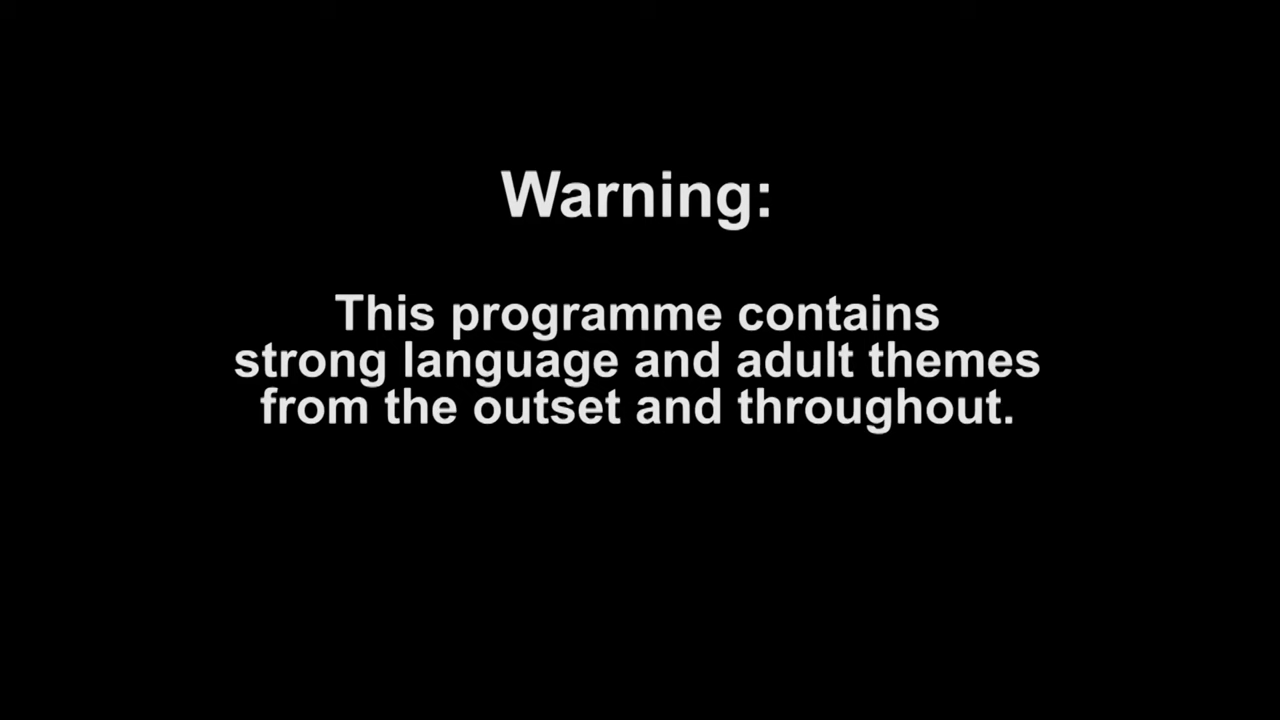 Warning:
This programme contains
strong language and adult themes
from the outset and throughout.